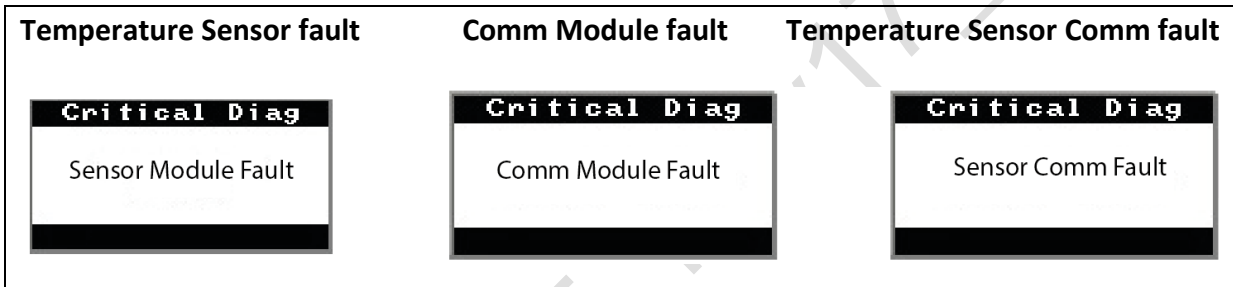 Temperature Sensor fault
Comm Module fault
Temperature Sensor Comm fault
Critical Diag
Sensor Module Fault
Critical Diag
Comm Module Fault
Critical Diag
Sensor Comm Fault